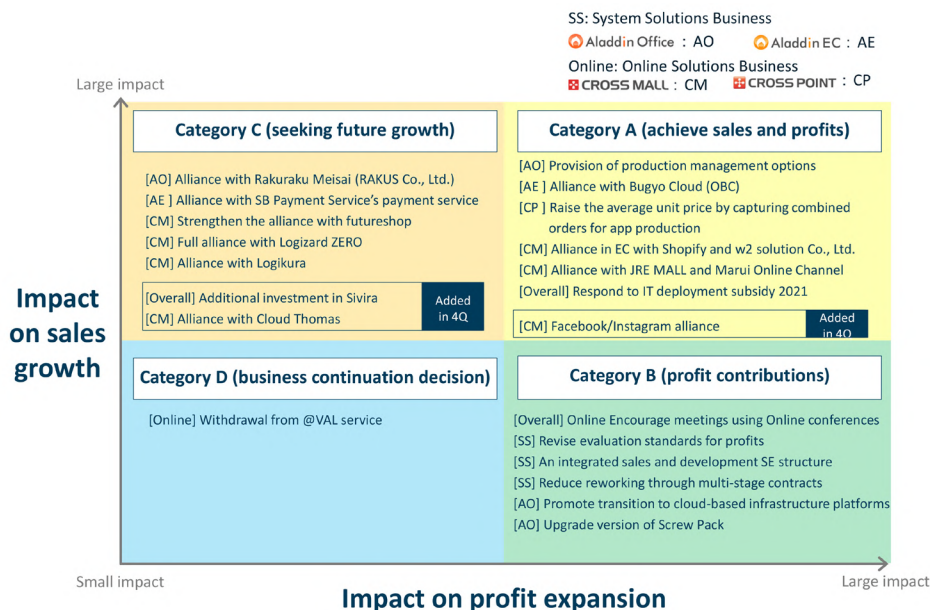 SS: System Solutions Business
Aladdin Office : AO
Aladdin EC : AE
Online: Online Solutions Business
CROSS MALL : CM
CROSS POINT : CP
Large impact
Category C (seeking future growth)
[AO] Alliance with Rakuraku Meisai (RAKUS Co., Ltd.)
[AE ] Alliance with SB Payment Service's payment service
[CM] Strengthen the alliance with futureshop
[CM] Full alliance with Logizard ZERO
[CM] Alliance with Logikura
[Overall] Additional investment in Sivira
[CM] Alliance with Cloud Thomas
Added
in 4Q
Category A (achieve sales and profits)
[AO] Provision of production management options
[AE ] Alliance with Bugyo Cloud (OBC)
[CP ] Raise the average unit price by capturing combined
orders for app production
[CM] Alliance in EC with Shopify and w2 solution Co., Ltd.
[CM] Alliance with JRE MALL and Marui Online Channel
[Overall] Respond to IT deployment subsidy 2021
[CM] Facebook/Instagram alliance
Added
in 4Q
Impact
on sales
growth
Category D (business continuation decision)
[Online] Withdrawal from @VAL service
Category B (profit contributions)
[Overall] Online Encourage meetings using Online conferences
[SS] Revise evaluation standards for profits
[SS] An integrated sales and development SE structure
[SS] Reduce reworking through multi-stage contracts
[AO] Promote transition to cloud-based infrastructure platforms
[AO] Upgrade version of Screw Pack
Small impact
Large impact
Impact on profit expansion